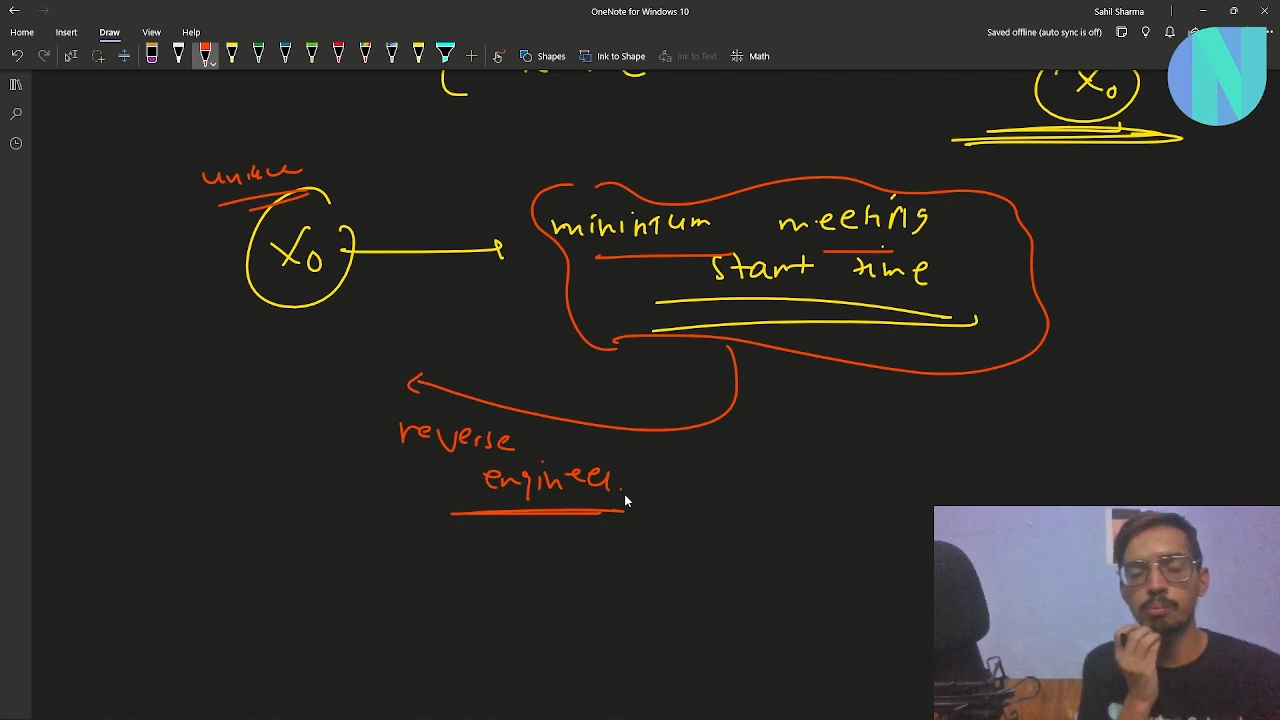 OneNote for Windows 10
Sahil Sharma
Home Insert Draw View Help
Saved offline (auto sync is off)
Shapes Ink to Shape Ink to Text Math
X0
unique
X0
minimum meeting
start time
reverse
engineer.
N